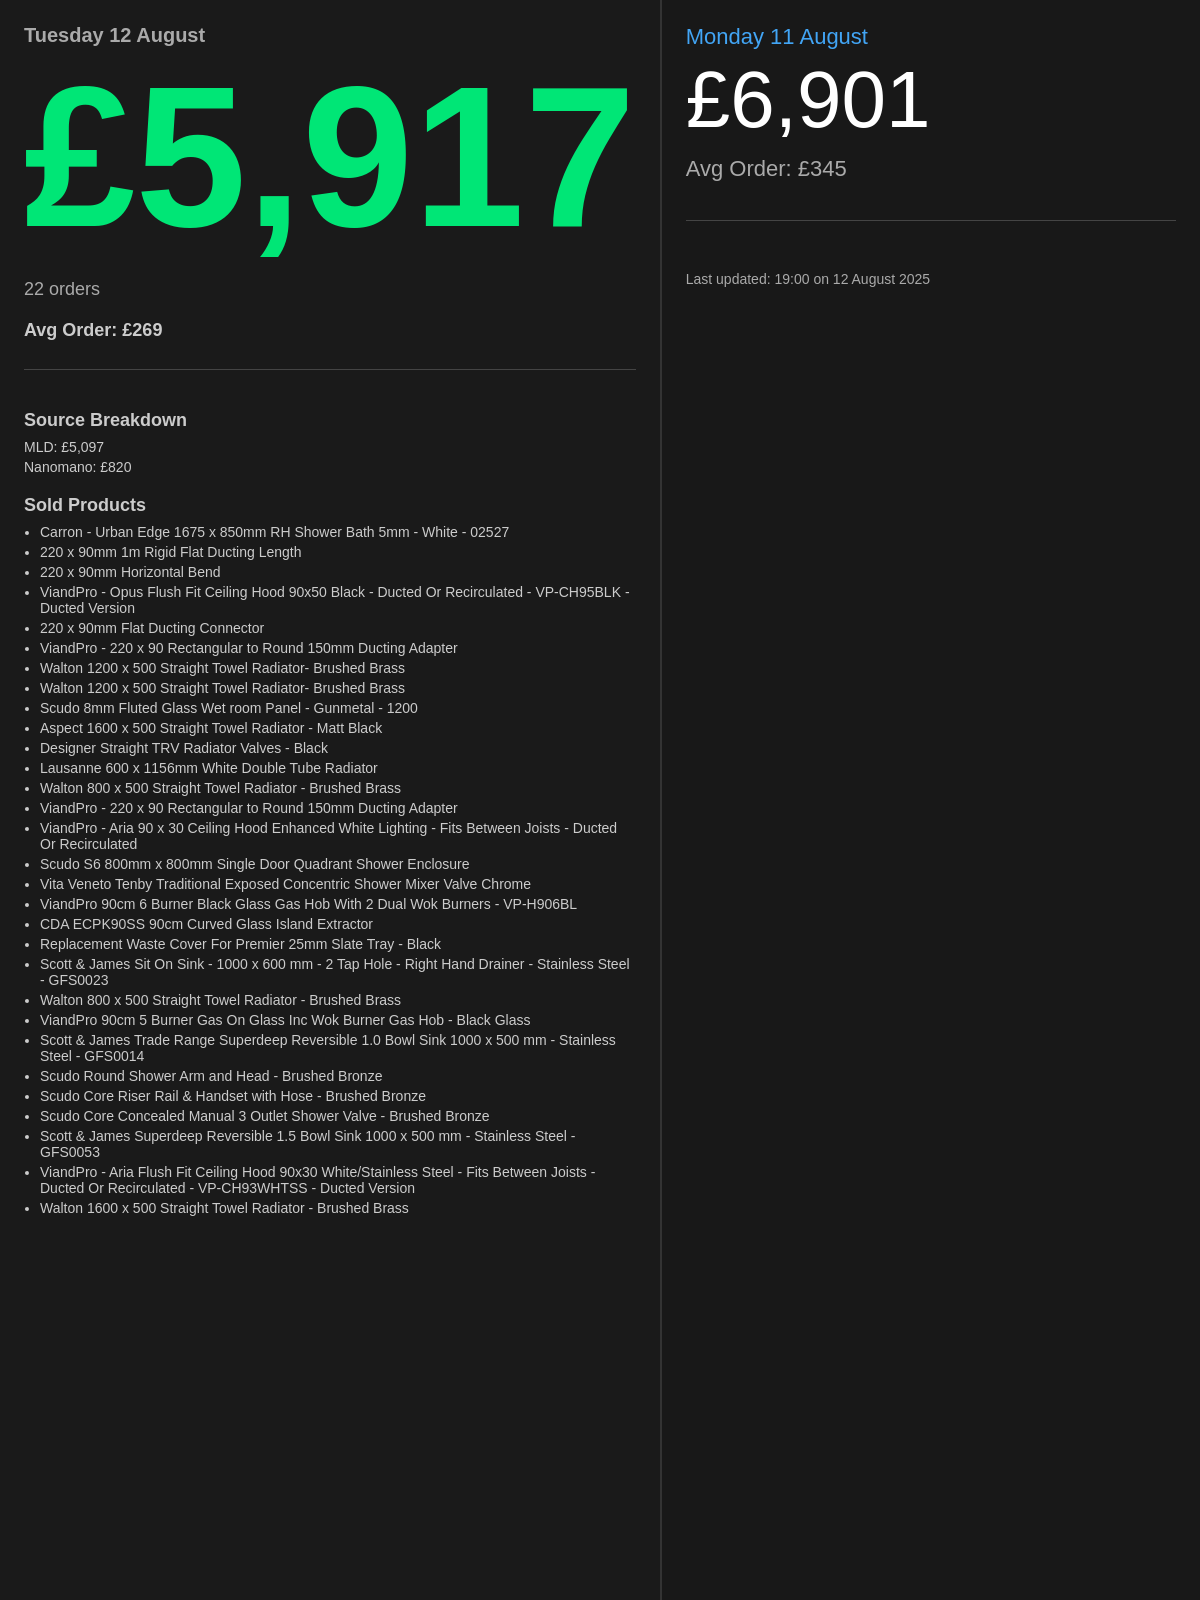 Tuesday 12 August
£5,917
22 orders
Avg Order: £269
Source Breakdown
MLD: £5,097
Nanomano: £820
Sold Products
• Carron - Urban Edge 1675 x 850mm RH Shower Bath 5mm - White - 02527
• 220 x 90mm 1m Rigid Flat Ducting Length
• 220 x 90mm Horizontal Bend
• ViandPro - Opus Flush Fit Ceiling Hood 90x50 Black - Ducted Or Recirculated - VP-CH95BLK -
Ducted Version
• 220 x 90mm Flat Ducting Connector
• ViandPro - 220 x 90 Rectangular to Round 150mm Ducting Adapter
• Walton 1200 x 500 Straight Towel Radiator- Brushed Brass
• Walton 1200 x 500 Straight Towel Radiator- Brushed Brass
• Scudo 8mm Fluted Glass Wet room Panel - Gunmetal - 1200
• Aspect 1600 x 500 Straight Towel Radiator - Matt Black
• Designer Straight TRV Radiator Valves - Black
• Lausanne 600 x 1156mm White Double Tube Radiator
• Walton 800 x 500 Straight Towel Radiator - Brushed Brass
• ViandPro - 220 x 90 Rectangular to Round 150mm Ducting Adapter
• ViandPro - Aria 90 x 30 Ceiling Hood Enhanced White Lighting - Fits Between Joists - Ducted
Or Recirculated
• Scudo S6 800mm x 800mm Single Door Quadrant Shower Enclosure
• Vita Veneto Tenby Traditional Exposed Concentric Shower Mixer Valve Chrome
• ViandPro 90cm 6 Burner Black Glass Gas Hob With 2 Dual Wok Burners - VP-H906BL
• CDA ECPK90SS 90cm Curved Glass Island Extractor
• Replacement Waste Cover For Premier 25mm Slate Tray - Black
• Scott & James Sit On Sink - 1000 x 600 mm - 2 Tap Hole - Right Hand Drainer - Stainless Steel
- GFS0023
• Walton 800 x 500 Straight Towel Radiator - Brushed Brass
• ViandPro 90cm 5 Burner Gas On Glass Inc Wok Burner Gas Hob - Black Glass
• Scott & James Trade Range Superdeep Reversible 1.0 Bowl Sink 1000 x 500 mm - Stainless
Steel - GFS0014
• Scudo Round Shower Arm and Head - Brushed Bronze
• Scudo Core Riser Rail & Handset with Hose - Brushed Bronze
• Scudo Core Concealed Manual 3 Outlet Shower Valve - Brushed Bronze
• Scott & James Superdeep Reversible 1.5 Bowl Sink 1000 x 500 mm - Stainless Steel -
GFS0053
• ViandPro - Aria Flush Fit Ceiling Hood 90x30 White/Stainless Steel - Fits Between Joists -
Ducted Or Recirculated - VP-CH93WHTSS - Ducted Version
• Walton 1600 x 500 Straight Towel Radiator - Brushed Brass
Monday 11 August
£6,901
Avg Order: £345
Last updated: 19:00 on 12 August 2025